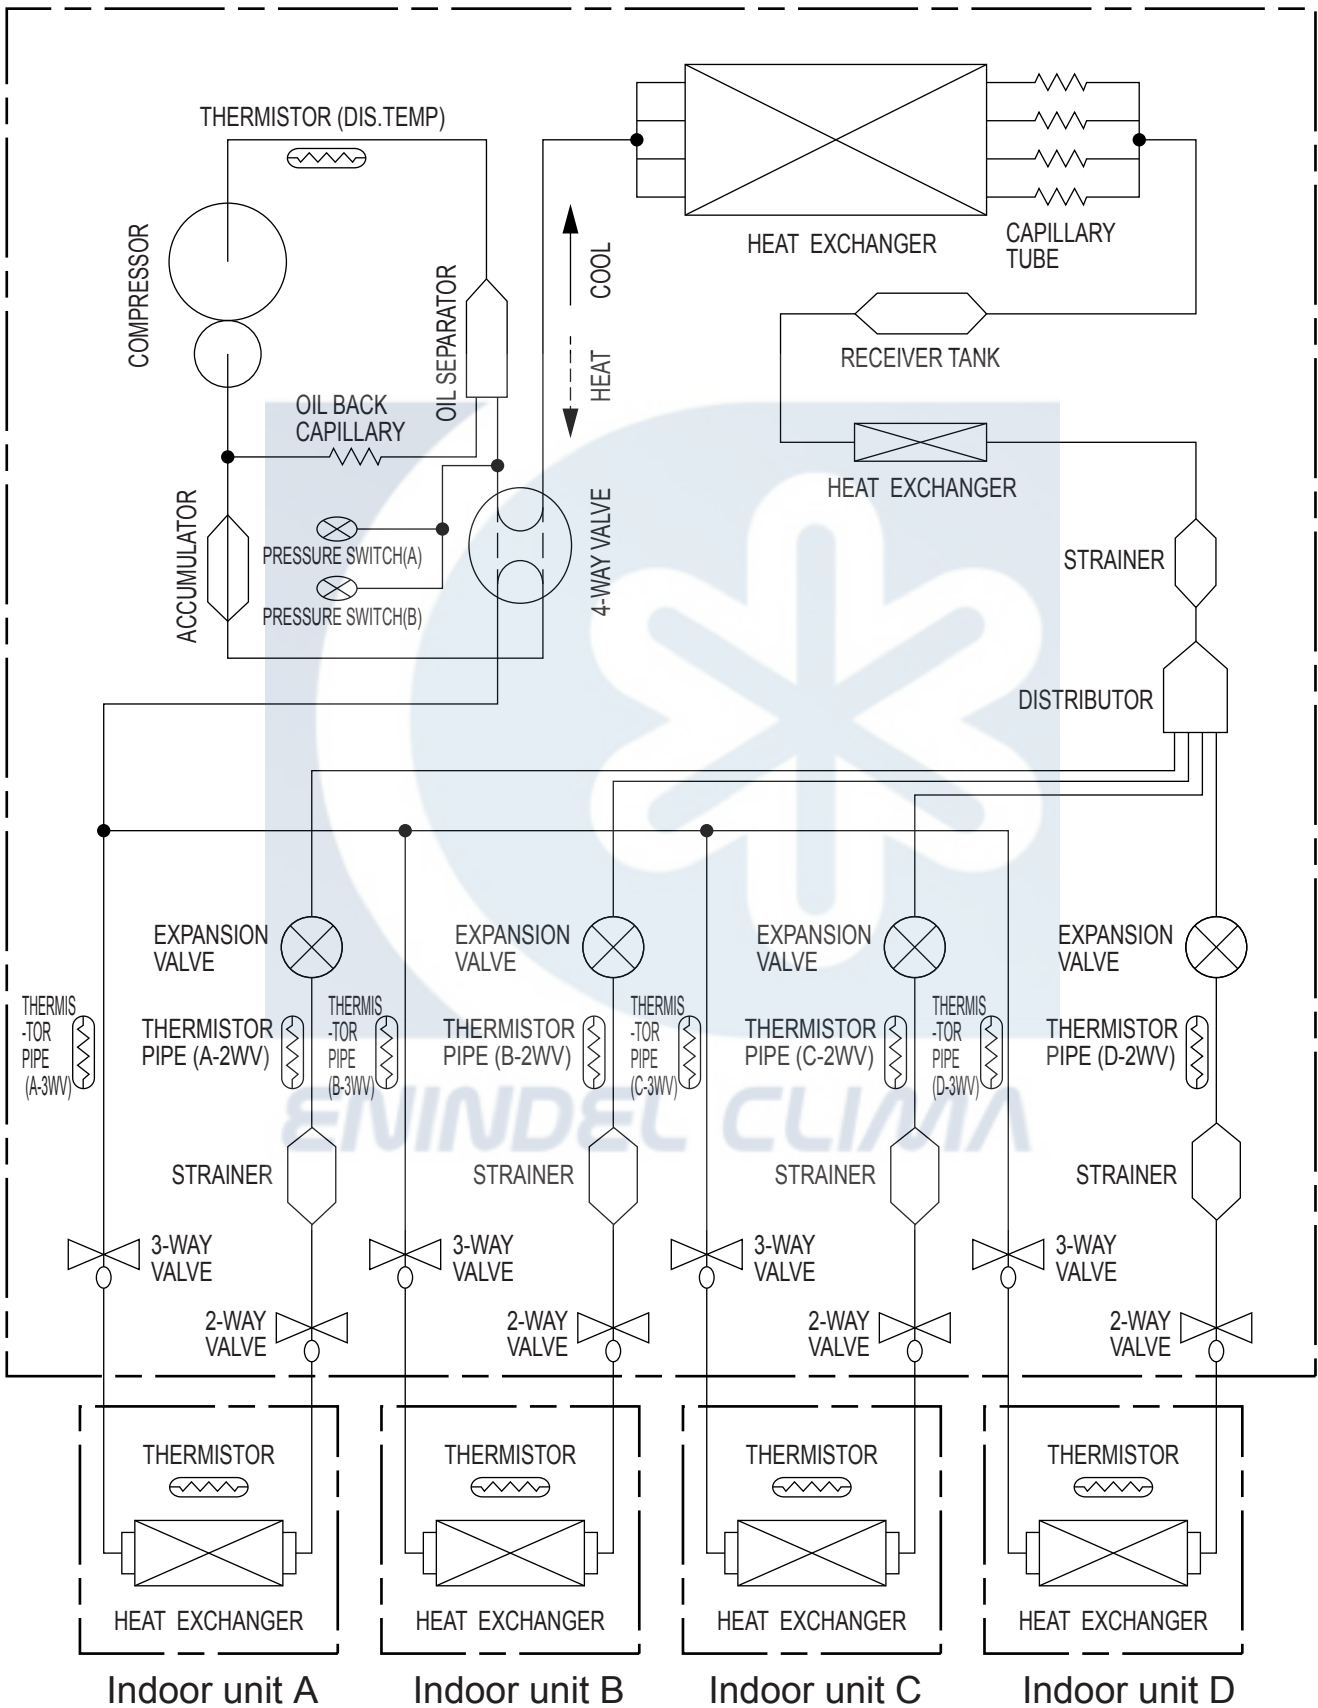 THERMISTOR (DIS.TEMP)
COMPRESSOR
OIL SEPARATOR
COOL
HEAT
HEAT EXCHANGER
CAPILLARY
TUBE
RECEIVER TANK
OIL BACK
CAPILLARY
HEAT EXCHANGER
ACCUMULATOR
PRESSURE SWITCH(A)
PRESSURE SWITCH(B)
4-WAY VALVE
STRAINER
DISTRIBUTOR
EXPANSION
VALVE
EXPANSION
VALVE
EXPANSION
VALVE
EXPANSION
VALVE
THERMIS
-TOR
PIPE
(A-3WV)
THERMISTOR
PIPE (A-2WV)
THERMIS
-TOR
PIPE
(B-3WV)
THERMISTOR
PIPE (B-2WV)
THERMIS
-TOR
PIPE
(C-3WV)
THERMISTOR
PIPE (C-2WV)
THERMIS
-TOR
PIPE
(D-3WV)
THERMISTOR
PIPE (D-2WV)
ENINDEL CLIMA
STRAINER
STRAINER
STRAINER
STRAINER
3-WAY
VALVE
3-WAY
VALVE
3-WAY
VALVE
3-WAY
VALVE
2-WAY
VALVE
2-WAY
VALVE
2-WAY
VALVE
2-WAY
VALVE
THERMISTOR
THERMISTOR
THERMISTOR
THERMISTOR
HEAT EXCHANGER
HEAT EXCHANGER
HEAT EXCHANGER
HEAT EXCHANGER
Indoor unit A
Indoor unit B
Indoor unit C
Indoor unit D